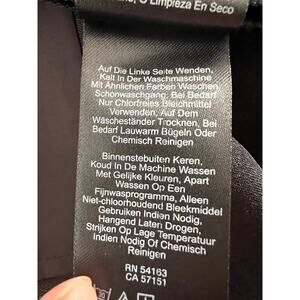 O Limpieza En Seco
Auf Die Linke Seite Wenden,
Kalt In Der Waschmaschine
Mit Ähnlichen Farben Waschen
Schonwaschgang, Bei Bedarf
Nur Chlorfreies Bleichmittel
Verwenden, Auf Dem
Wäscheständer Trocknen, Bei
Bedarf Lauwarm Bügeln Oder
Chemisch Reinigen
Binnenstebuiten Keren,
Koud In De Machine Wassen
Met Gelijke Kleuren, Apart
Wassen Op Een
Fijnwasprogramma, Alleen
Niet-chloorhoudend Bleekmiddel
Gebruiken Indien Nodig,
Hangend Laten Drogen,
Strijken Op Lage Temperatuur
Indien Nodig Of Chemisch
Reinigen
RN 54163
CA 57151